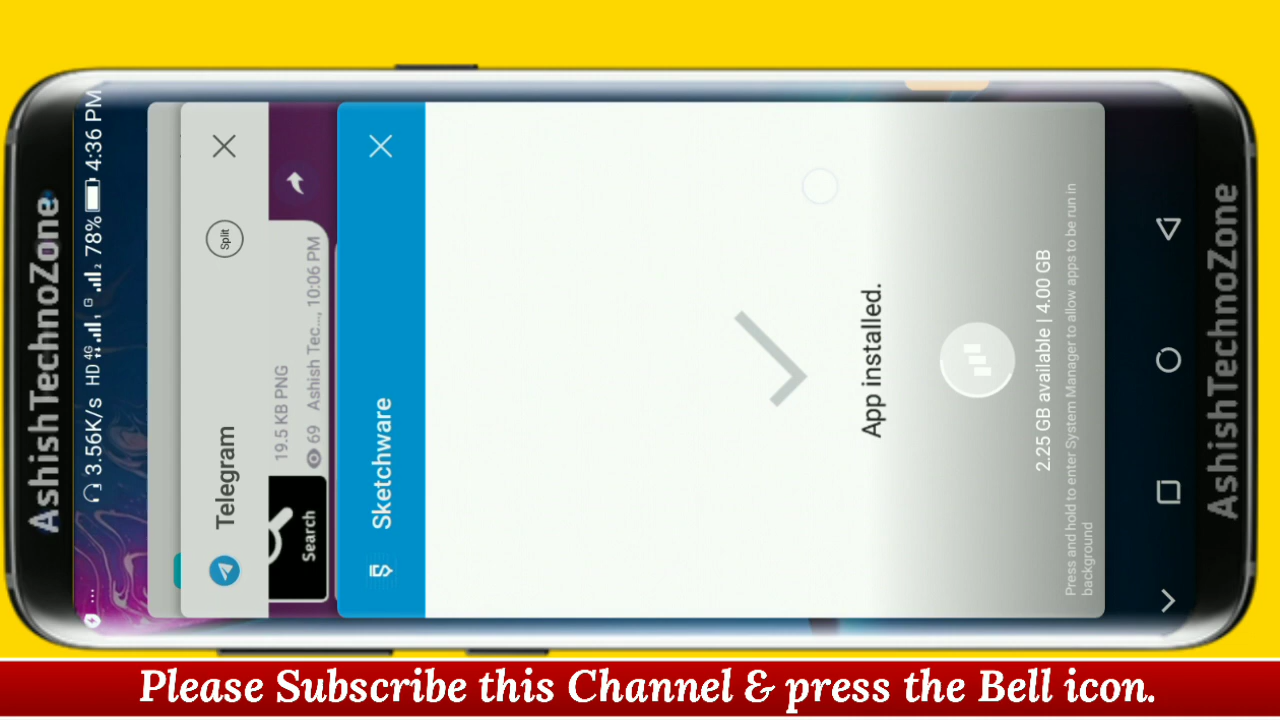 AshishTechnoZone
3.56K/s HD 4G 1 G 2 78% 4:36 PM
Telegram
Split
19.5 KB PNG
69 Ashish Tec..., 10:06 PM
Search
Sketchware
App installed.
2.25 GB available | 4.00 GB
Press and hold to enter System Manager to allow apps to be run in
background
AshishTechnoZone
Please Subscribe this Channel & press the Bell icon.